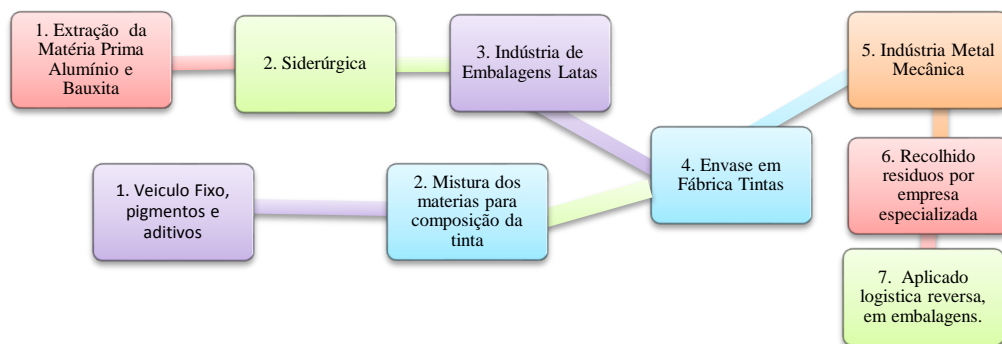 1. Extração da
Matéria Prima
Alumínio e
Bauxita
2. Siderúrgica
3. Indústria de
Embalagens Latas
5. Indústria Metal
Mecânica
4. Envase em
Fábrica Tintas
1. Veiculo Fixo,
pigmentos e
aditivos
2. Mistura dos
materias para
composição da
tinta
6. Recolhido
residuos por
empresa
especializada
7. Aplicado
logistica reversa,
em embalagens.